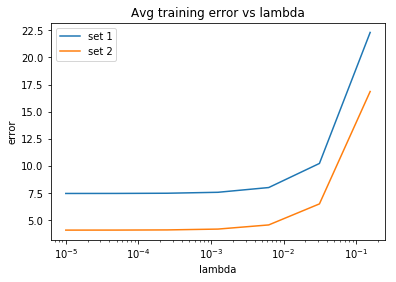 Avg training error vs lambda
set 1
set 2
22.5
20.0
17.5
15.0
12.5
10.0
7.5
5.0
error
10⁻⁵ 10⁻⁴ 10⁻³ 10⁻² 10⁻¹
lambda